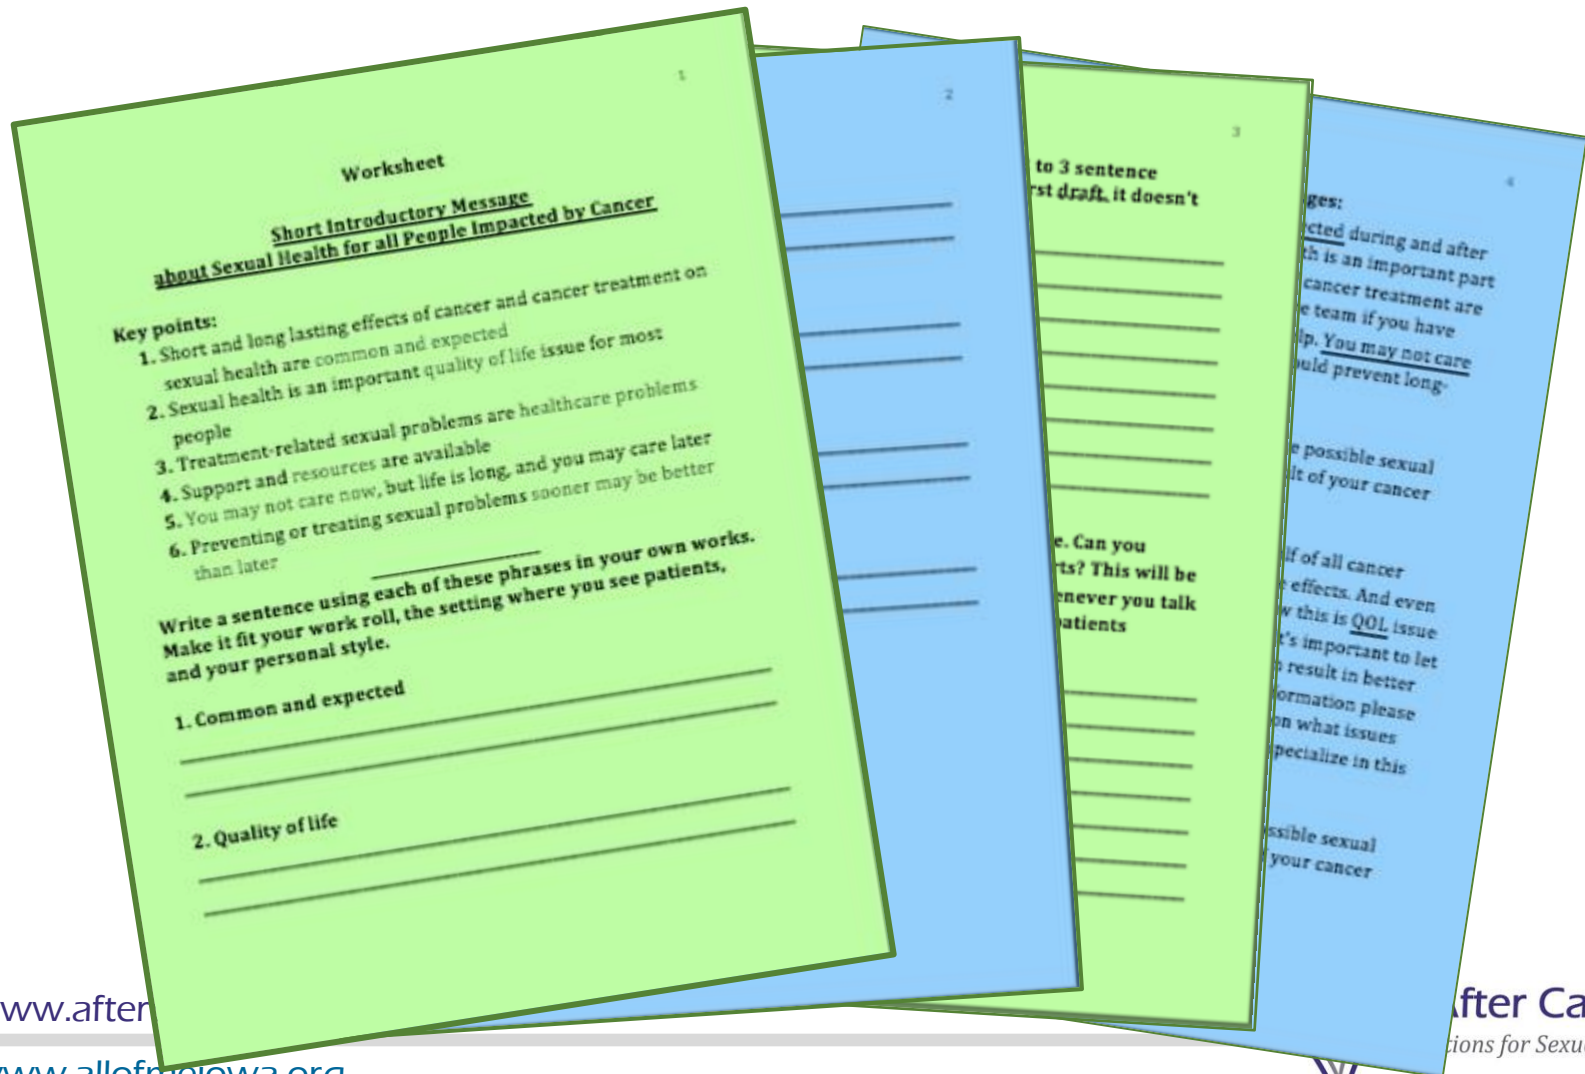 1
Worksheet
Short Introductory Message
about Sexual Health for all People Impacted by Cancer
Key points:
1. Short and long lasting effects of cancer and cancer treatment on
sexual health are common and expected
2. Sexual health is an important quality of life issue for most
people
3. Treatment-related sexual problems are healthcare problems
4. Support and resources are available
5. You may not care now, but life is long, and you may care later
6. Preventing or treating sexual problems sooner may be better
than later
Write a sentence using each of these phrases in your own works.
Make it fit your work roll, the setting where you see patients,
and your personal style.
1. Common and expected
2. Quality of life
2
3
to 3 sentence
rst draft, it doesn't
e. Can you
rts? This will be
enever you talk
patients
4
ges:
cted during and after
th is an important part
cancer treatment are
e team if you have
lp. You may not care
ould prevent long-
e possible sexual
lt of your cancer
lf of all cancer
e effects. And even
w this is QOL issue
t's important to let
n result in better
ormation please
on what issues
pecialize in this
ssible sexual
f your cancer
ww.after
fter Ca
tions for Sexu